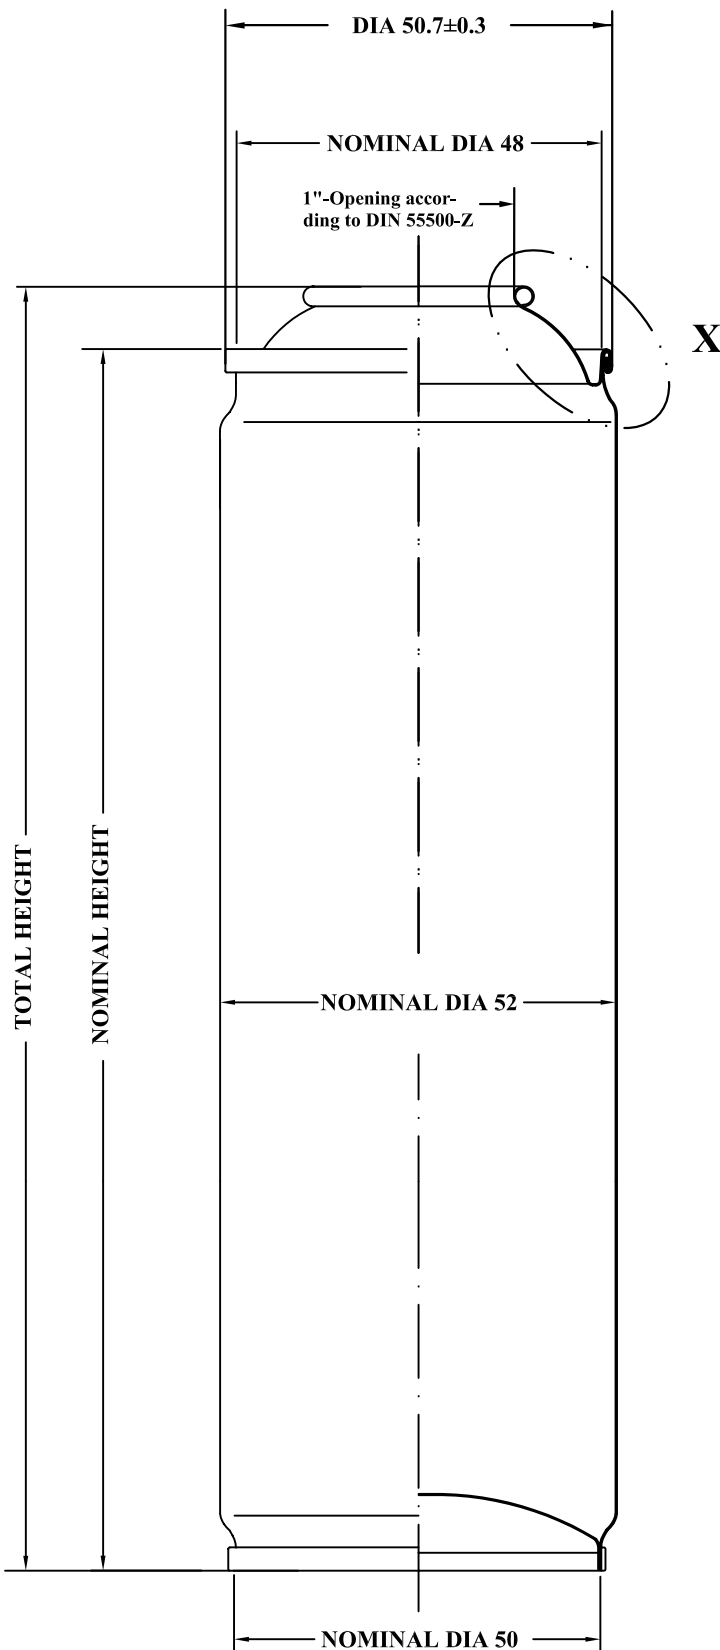 DIA 50.7±0.3
NOMINAL DIA 48
1"-Opening accor-
ding to DIN 55500-Z
X
TOTAL HEIGHT
NOMINAL HEIGHT
NOMINAL DIA 52
NOMINAL DIA 50